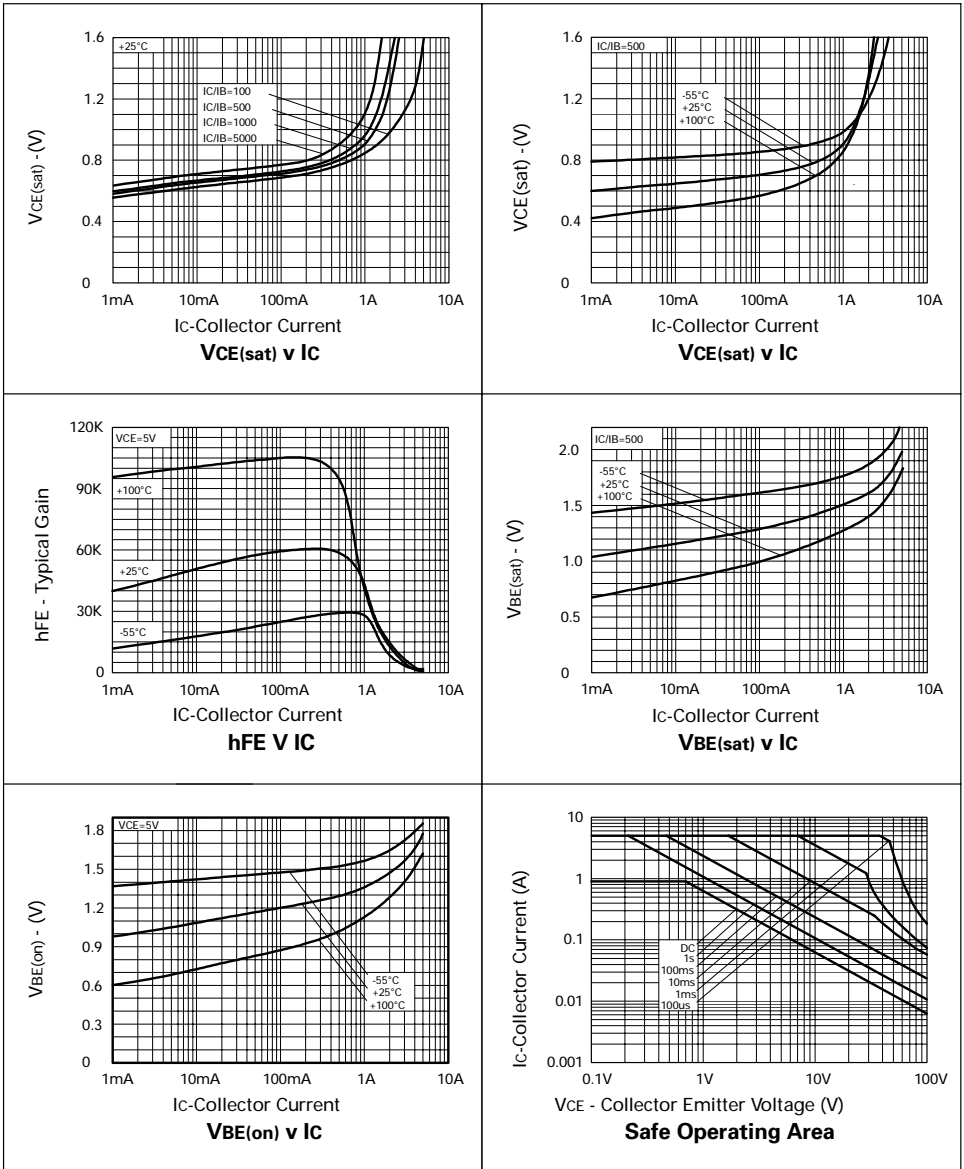 +25°C
1.6
1.2
0.8
0.4
0
VCE(sat) - (V)
IC/IB=100
IC/IB=500
IC/IB=1000
IC/IB=5000
1mA 10mA 100mA 1A 10A
IC-Collector Current
VCE(sat) v IC
IC/IB=500
1.6
1.2
0.8
0.4
0
VCE(sat) - (V)
-55°C
+25°C
+100°C
1mA 10mA 100mA 1A 10A
IC-Collector Current
VCE(sat) v IC
VCE=5V
120K
90K
60K
30K
0
hFE - Typical Gain
+100°C
+25°C
-55°C
1mA 10mA 100mA 1A 10A
IC-Collector Current
hFE V IC
IC/IB=500
2.0
1.5
1.0
0.5
0
VBE(sat) - (V)
-55°C
+25°C
+100°C
1mA 10mA 100mA 1A 10A
IC-Collector Current
VBE(sat) v IC
VCE=5V
1.8
1.5
1.2
0.9
0.6
0.3
0
VBE(on) - (V)
-55°C
+25°C
+100°C
1mA 10mA 100mA 1A 10A
IC-Collector Current
VBE(on) v IC
10
1
0.1
0.01
0.001
IC-Collector Current (A)
DC
1s
100ms
10ms
1ms
100us
0.1V 1V 10V 100V
VCE - Collector Emitter Voltage (V)
Safe Operating Area